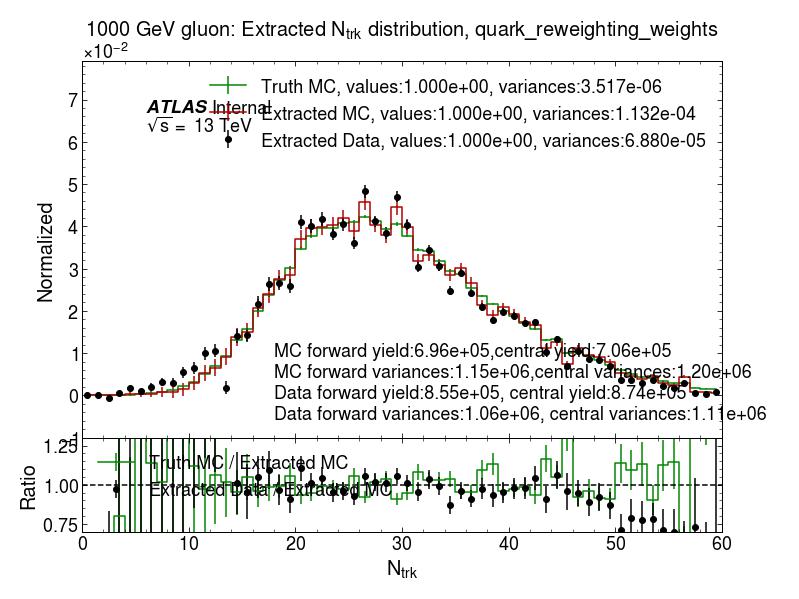 1000 GeV gluon: Extracted N_trk distribution, quark_reweighting_weights
×10⁻²
Truth MC, values:1.000e+00, variances:3.517e-06
ATLAS Internal
Extracted MC, values:1.000e+00, variances:1.132e-04
√s = 13 TeV
Extracted Data, values:1.000e+00, variances:6.880e-05
7
6
5
4
3
2
1
0
−1
Normalized
MC forward yield:6.96e+05,central yield:7.06e+05
MC forward variances:1.15e+06,central variances:1.20e+06
Data forward yield:8.55e+05, central yield:8.74e+05
Data forward variances:1.06e+06, central variances:1.11e+06
1.25
1.00
0.75
Ratio
Truth MC / Extracted MC
Extracted Data / Extracted MC
0 10 20 30 40 50 60
N_trk